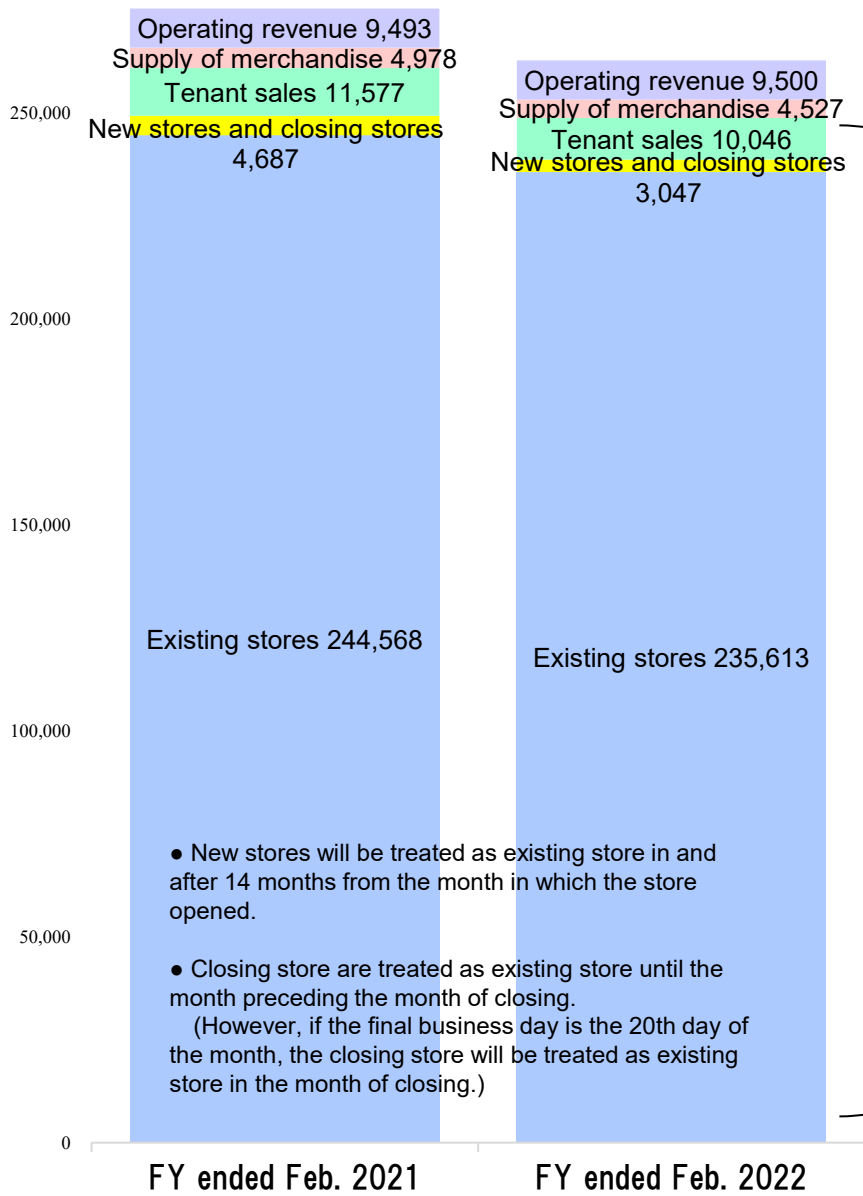 Operating revenue 9,493
Supply of merchandise 4,978
Tenant sales 11,577
New stores and closing stores
4,687
Operating revenue 9,500
Supply of merchandise 4,527
Tenant sales 10,046
New stores and closing stores
3,047
250,000
200,000
150,000
100,000
50,000
0
Existing stores 244,568
Existing stores 235,613
● New stores will be treated as existing store in and
after 14 months from the month in which the store
opened.
● Closing store are treated as existing store until the
month preceding the month of closing.
(However, if the final business day is the 20th day of
the month, the closing store will be treated as existing
store in the month of closing.)
FY ended Feb. 2021
FY ended Feb. 2022